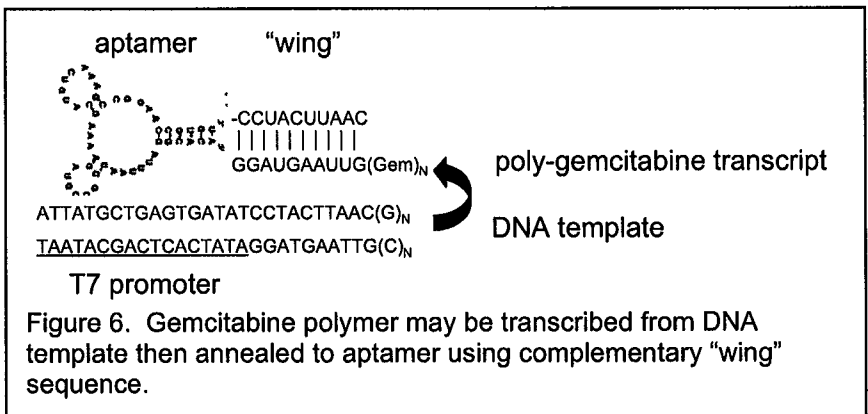 aptamer "wing"
-CCUACUUAAC
GGAUGAAUUG(Gem)N
poly-gemcitabine transcript
ATTATGCTGAGTGATATCCTACTTAAC(G)N
DNA template
TAATACGACTCACTATAGGATGAATTG(C)N
T7 promoter
Figure 6. Gemcitabine polymer may be transcribed from DNA
template then annealed to aptamer using complementary “wing”
sequence.